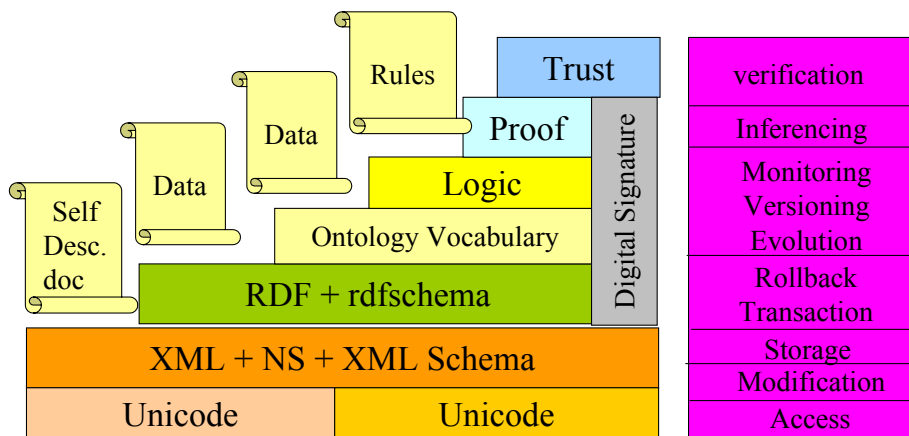 Rules
Trust
Data
Proof
Data
Logic
Self
Desc.
doc
Ontology Vocabulary
Digital Signature
RDF + rdfschema
XML + NS + XML Schema
Unicode
Unicode
verification
Inferencing
Monitoring
Versioning
Evolution
Rollback
Transaction
Storage
Modification
Access